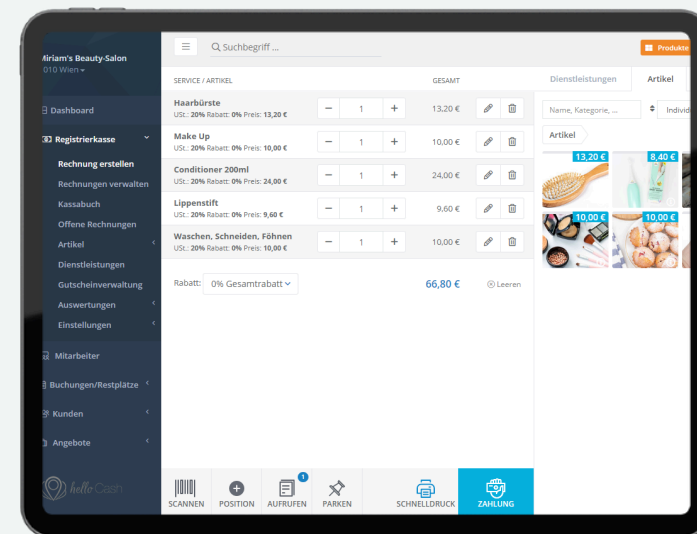 Miriam's Beauty-Salon
1010 Wien
Dashboard
Registrierkasse
Rechnung erstellen
Rechnungen verwalten
Kassabuch
Offene Rechnungen
Artikel
Dienstleistungen
Gutscheinverwaltung
Auswertungen
Einstellungen
Mitarbeiter
Buchungen/Restplätze
Kunden
Angebote
hello Cash
Suchbegriff ...
SERVICE / ARTIKEL GESAMT
Haarbürste
USt.: 20% Rabatt: 0% Preis: 13,20 € − 1 + 13,20 €
Make Up
USt.: 20% Rabatt: 0% Preis: 10,00 € − 1 + 10,00 €
Conditioner 200ml
USt.: 20% Rabatt: 0% Preis: 24,00 € − 1 + 24,00 €
Lippenstift
USt.: 20% Rabatt: 0% Preis: 9,60 € − 1 + 9,60 €
Waschen, Schneiden, Föhnen
USt.: 20% Rabatt: 0% Preis: 10,00 € − 1 + 10,00 €
Rabatt: 0% Gesamtrabatt 66,80 € Leeren
SCANNEN POSITION AUFRUFEN 1 PARKEN SCHNELLDRUCK ZAHLUNG
Produkte
Dienstleistungen Artikel
Name, Kategorie, ... Individ
Artikel
13,20 € 8,40 €
10,00 € 10,00 €